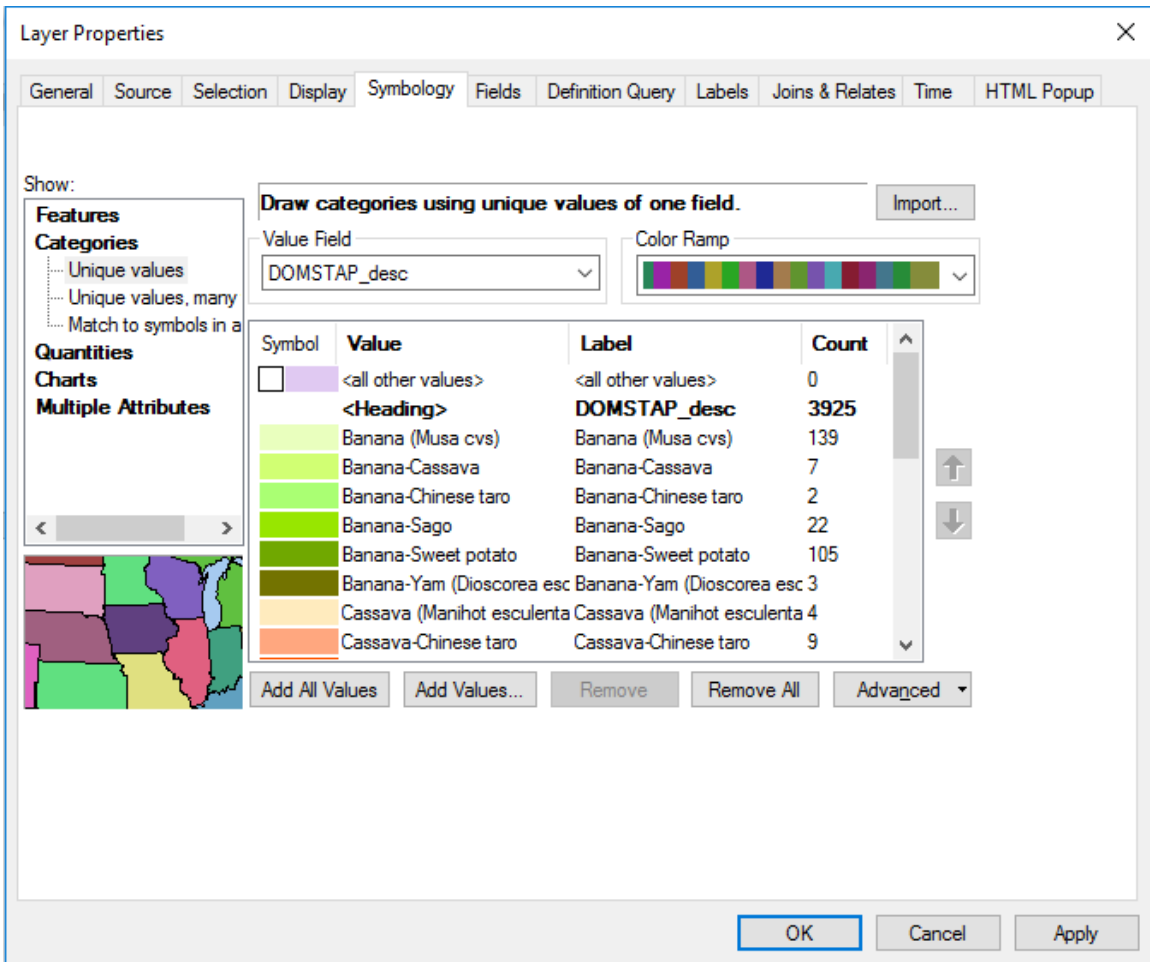 Layer Properties
General Source Selection Display Symbology Fields Definition Query Labels Joins & Relates Time HTML Popup
Show:
Features
Categories
Unique values
Unique values, many
Match to symbols in a
Quantities
Charts
Multiple Attributes
Draw categories using unique values of one field.
Import...
Value Field
DOMSTAP_desc
Color Ramp
Symbol Value Label Count
<all other values> <all other values> 0
<Heading> DOMSTAP_desc 3925
Banana (Musa cvs) Banana (Musa cvs) 139
Banana-Cassava Banana-Cassava 7
Banana-Chinese taro Banana-Chinese taro 2
Banana-Sago Banana-Sago 22
Banana-Sweet potato Banana-Sweet potato 105
Banana-Yam (Dioscorea esc Banana-Yam (Dioscorea esc 3
Cassava (Manihot esculenta Cassava (Manihot esculenta 4
Cassava-Chinese taro Cassava-Chinese taro 9
Add All Values Add Values... Remove Remove All Advanced
OK Cancel Apply